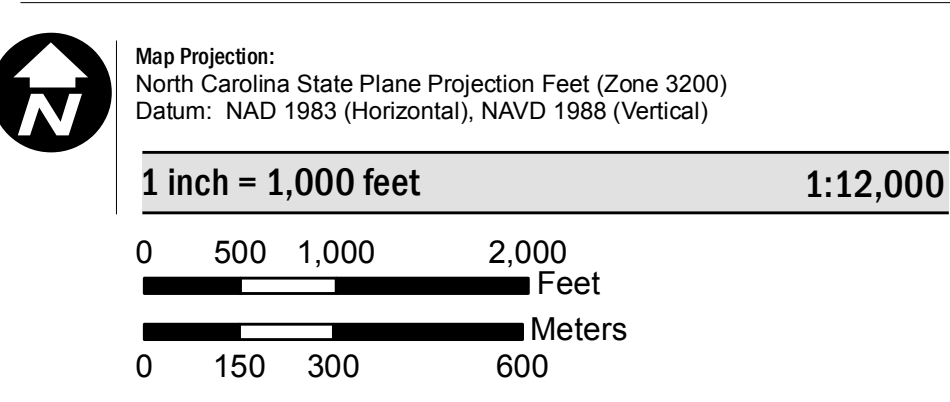 N
Map Projection:
North Carolina State Plane Projection Feet (Zone 3200)
Datum: NAD 1983 (Horizontal), NAVD 1988 (Vertical)
1 inch = 1,000 feet 1:12,000
0 500 1,000 2,000
Feet
Meters
0 150 300 600